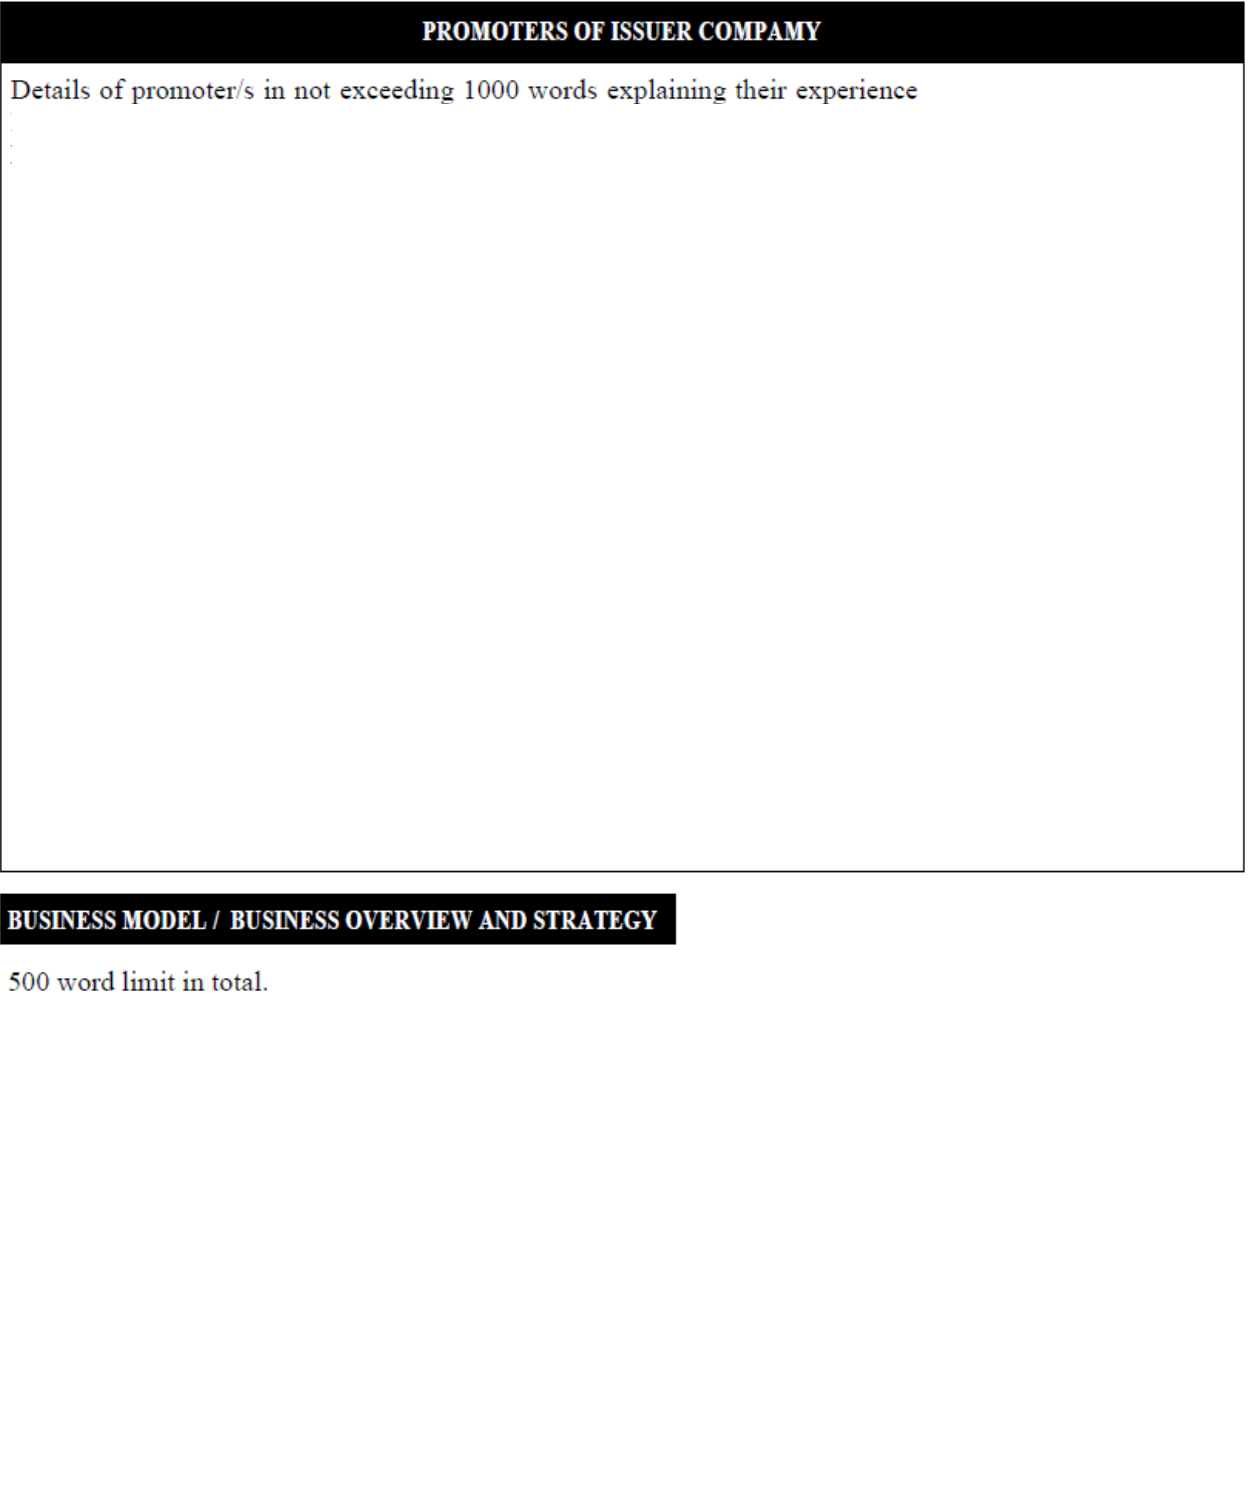 PROMOTERS OF ISSUER COMPAMY
Details of promoter/s in not exceeding 1000 words explaining their experience
BUSINESS MODEL / BUSINESS OVERVIEW AND STRATEGY
500 word limit in total.